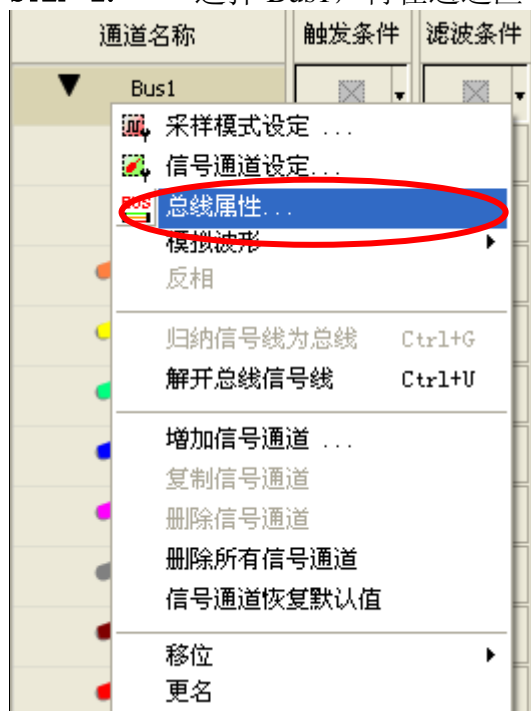 通道名称 触发条件 滤波条件
Bus1
采样模式设定 ...
信号通道设定...
BUS 总线属性...
模拟波形
反相
归纳信号线为总线 Ctrl+G
解开总线信号线 Ctrl+U
增加信号通道 ...
复制信号通道
删除信号通道
删除所有信号通道
信号通道恢复默认值
移位
更名